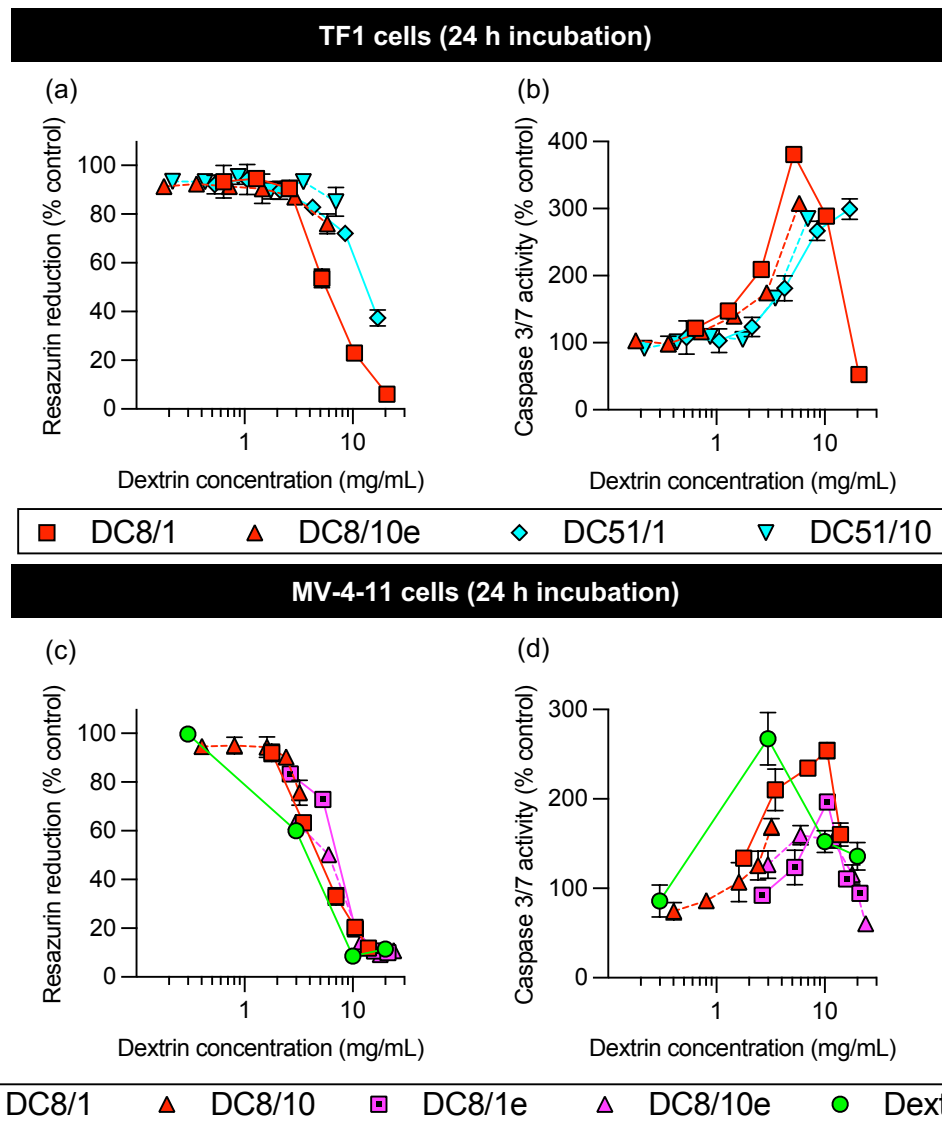 TF1 cells (24 h incubation)
(a)
(b)
Resazurin reduction (% control)
100
80
60
40
20
0
1
10
Dextrin concentration (mg/mL)
Caspase 3/7 activity (% control)
400
300
200
100
0
1
10
Dextrin concentration (mg/mL)
DC8/1 DC8/10e DC51/1 DC51/10
MV-4-11 cells (24 h incubation)
(c)
(d)
Resazurin reduction (% control)
100
80
60
40
20
0
1
10
Dextrin concentration (mg/mL)
Caspase 3/7 activity (% control)
300
200
100
0
1
10
Dextrin concentration (mg/mL)
DC8/1 DC8/10 DC8/1e DC8/10e Dext